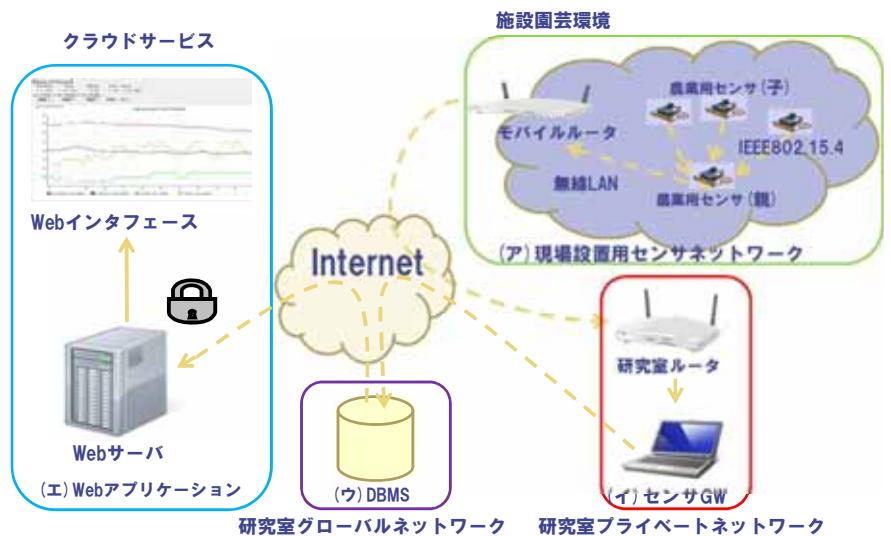 施設園芸環境
クラウドサービス
農業用センサ(子)
モバイルルータ
IEEE802.15.4
無線LAN
農業用センサ(親)
Webインタフェース
(ア)現場設置用センサネットワーク
Internet
研究室ルータ
Webサーバ
(エ)Webアプリケーション
(ウ)DBMS
(イ)センサGW
研究室グローバルネットワーク
研究室プライベートネットワーク